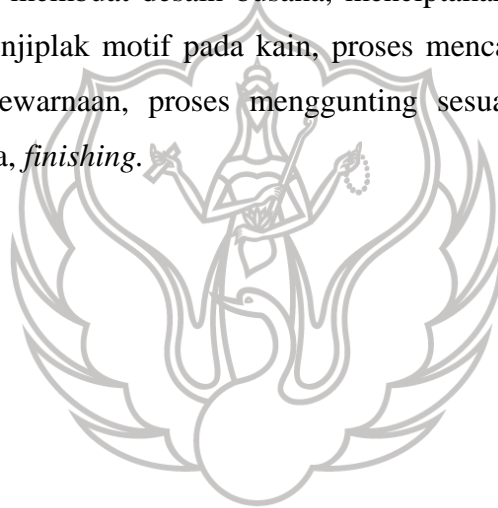 membuat desain busana, menciptakan
njiplak motif pada kain, proses menca
ewarnaan, proses menggunting sesua
a, finishing.